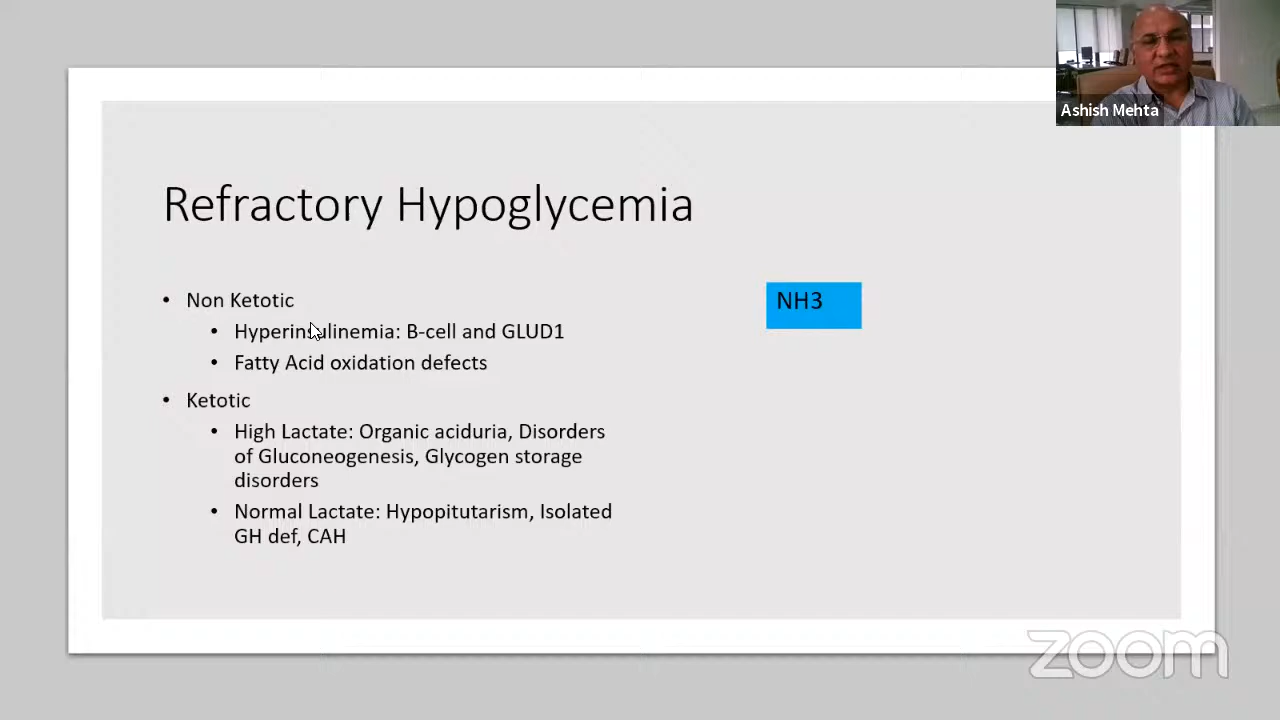 Ashish Mehta
Refractory Hypoglycemia
• Non Ketotic
• Hyperinsulinemia: B-cell and GLUD1
• Fatty Acid oxidation defects
• Ketotic
• High Lactate: Organic aciduria, Disorders
of Gluconeogenesis, Glycogen storage
disorders
• Normal Lactate: Hypopitutarism, Isolated
GH def, CAH
NH3
zoom